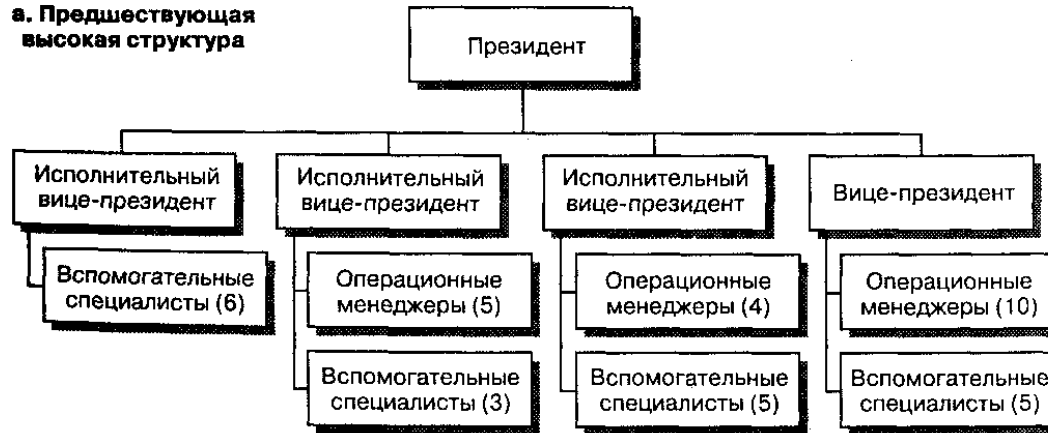 а. Предшествующая
высокая структура
Президент
Исполнительный
вице-президент
Исполнительный
вице-президент
Исполнительный
вице-президент
Вице-президент
Вспомогательные
специалисты (6)
Операционные
менеджеры (5)
Операционные
менеджеры (4)
Операционные
менеджеры (10)
Вспомогательные
специалисты (3)
Вспомогательные
специалисты (5)
Вспомогательные
специалисты (5)